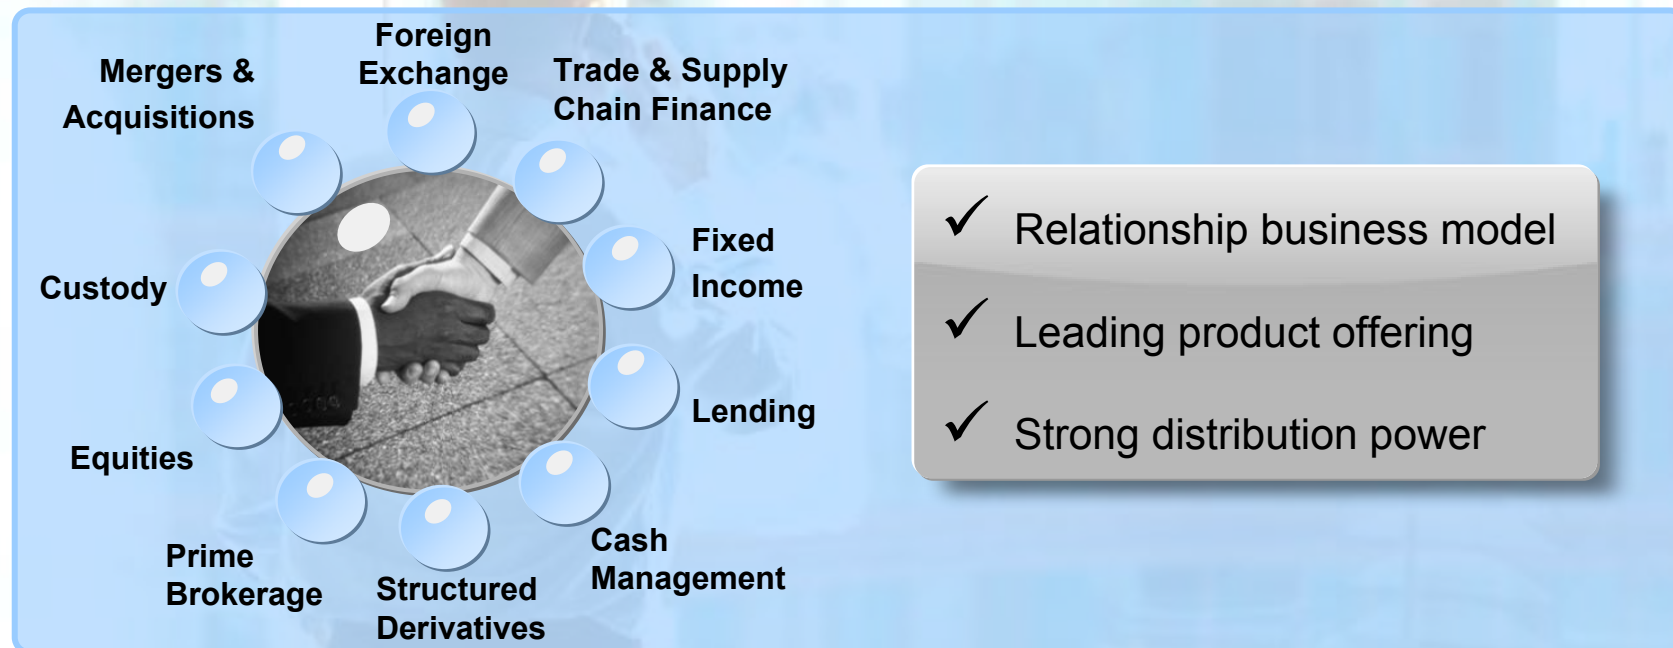 Foreign
Exchange
Mergers &
Acquisitions
Trade & Supply
Chain Finance
Fixed
Income
Custody
Lending
Equities
Cash
Management
Prime
Brokerage
Structured
Derivatives
✓ Relationship business model
✓ Leading product offering
✓ Strong distribution power